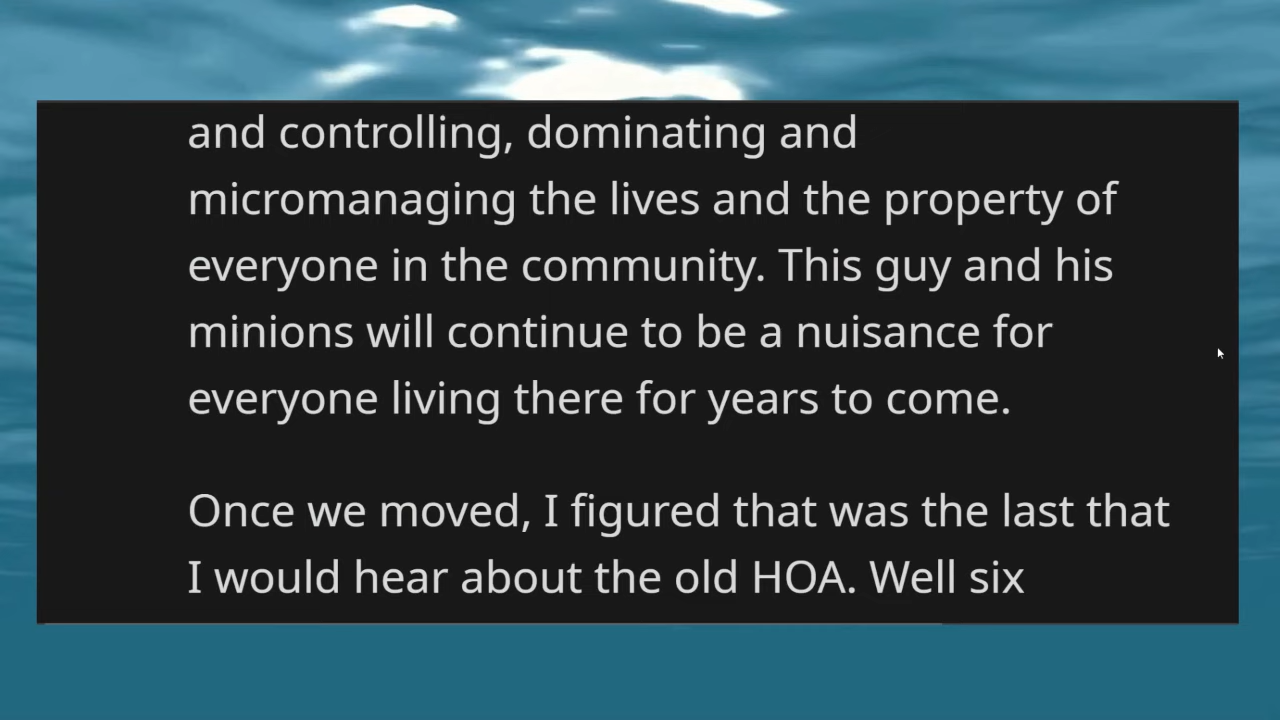 and controlling, dominating and
micromanaging the lives and the property of
everyone in the community. This guy and his
minions will continue to be a nuisance for
everyone living there for years to come.
Once we moved, I figured that was the last that
I would hear about the old HOA. Well six